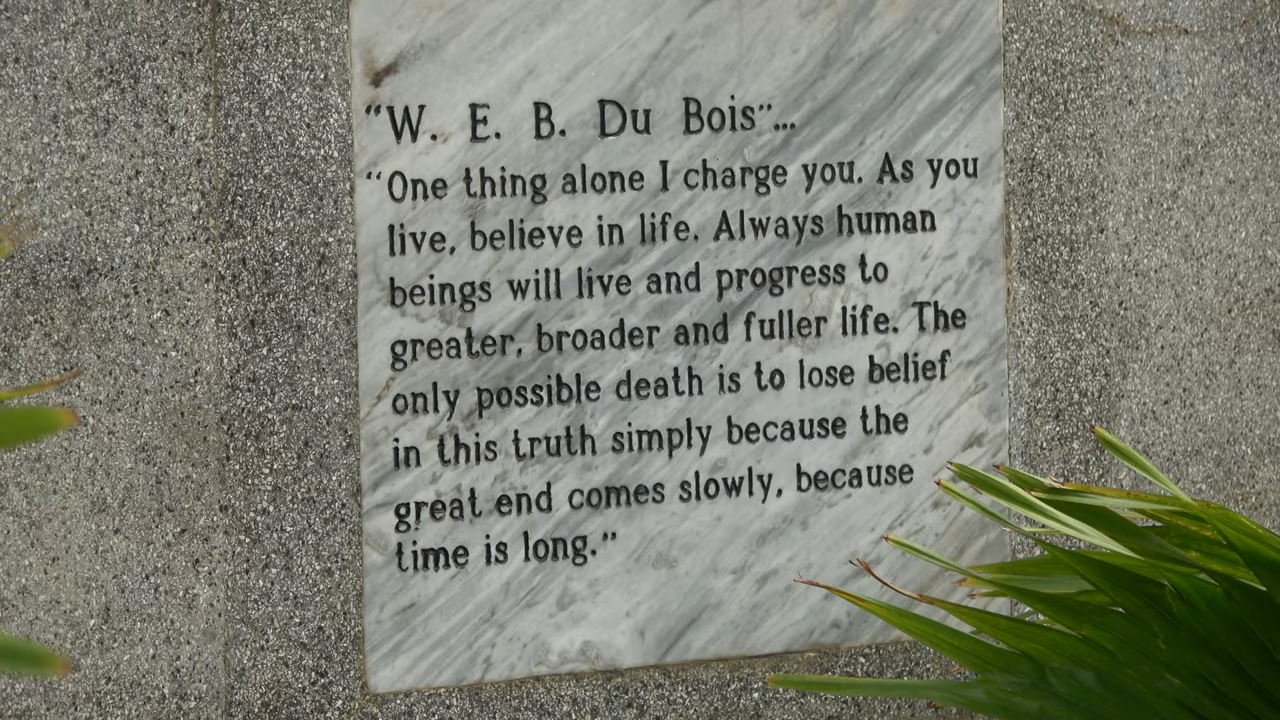 “W. E. B. Du Bois”...
“One thing alone I charge you. As you
live, believe in life. Always human
beings will live and progress to
greater, broader and fuller life. The
only possible death is to lose belief
in this truth simply because the
great end comes slowly, because
time is long.”